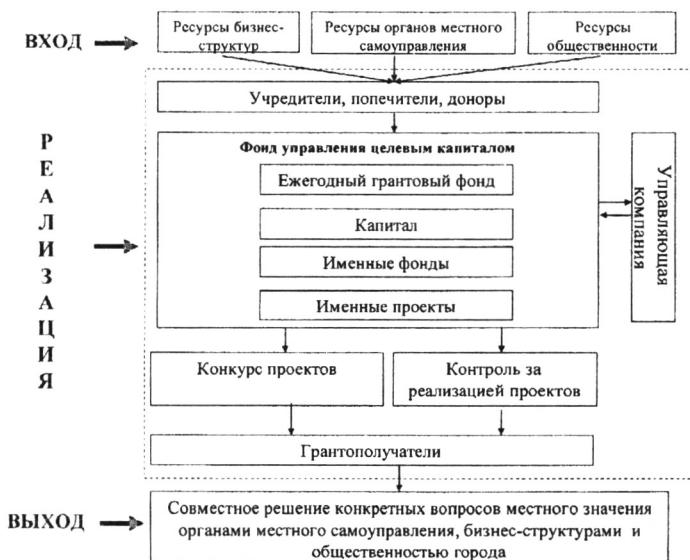 ВХОД
Ресурсы бизнес-
структур
Ресурсы органов местного
самоуправления
Ресурсы
общественности
РЕАЛИЗАЦИЯ
Учредители, попечители, доноры
Фонд управления целевым капиталом
Ежегодный грантовый фонд
Капитал
Именные фонды
Именные проекты
Управляющая
компания
Конкурс проектов
Контроль за
реализацией проектов
Грантополучатели
ВЫХОД
Совместное решение конкретных вопросов местного значения
органами местного самоуправления, бизнес-структурами и
общественностью города